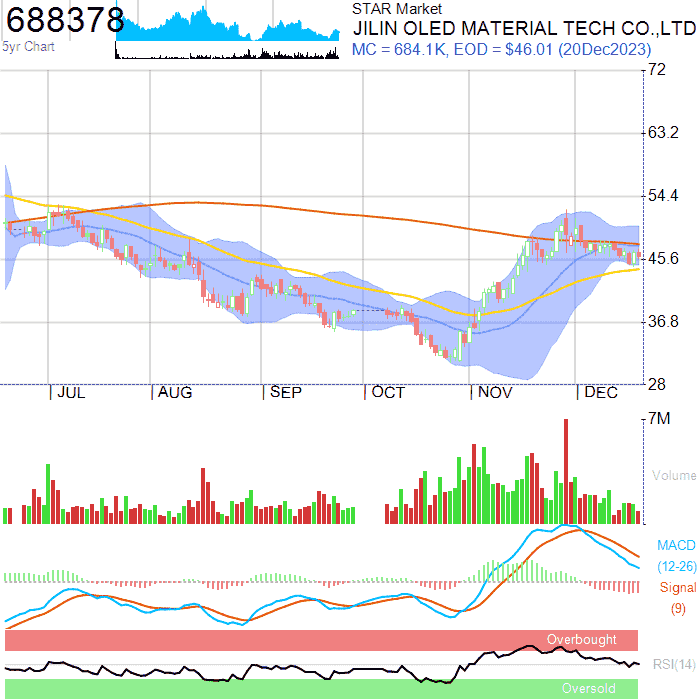 688378
STAR Market
JILIN OLED MATERIAL TECH CO.,LTD
5yr Chart
MC = 684.1K, EOD = $46.01 (20Dec2023)
72
63.2
54.4
45.6
36.8
28
JUL AUG SEP OCT NOV DEC
7M
Volume
MACD
(12-26)
Signal
(9)
Overbought
RSI(14)
Oversold